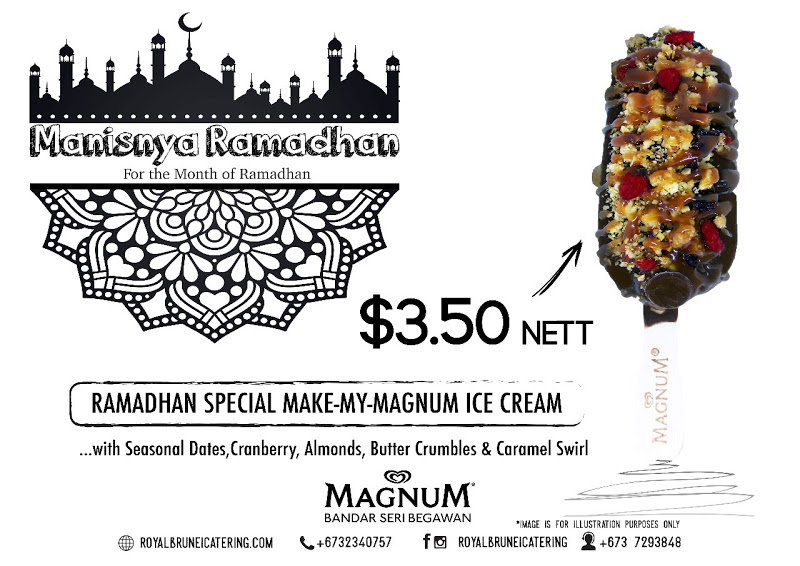 Manisnya Ramadhan
For the Month of Ramadhan
$3.50 NETT
MAGNUM®
RAMADHAN SPECIAL MAKE-MY-MAGNUM ICE CREAM
...with Seasonal Dates,Cranberry, Almonds, Butter Crumbles & Caramel Swirl
MAGNUM®
BANDAR SERI BEGAWAN
*IMAGE IS FOR ILLUSTRATION PURPOSES ONLY
ROYALBRUNEICATERING.COM +6732340757 ROYALBRUNEICATERING +673 7293848